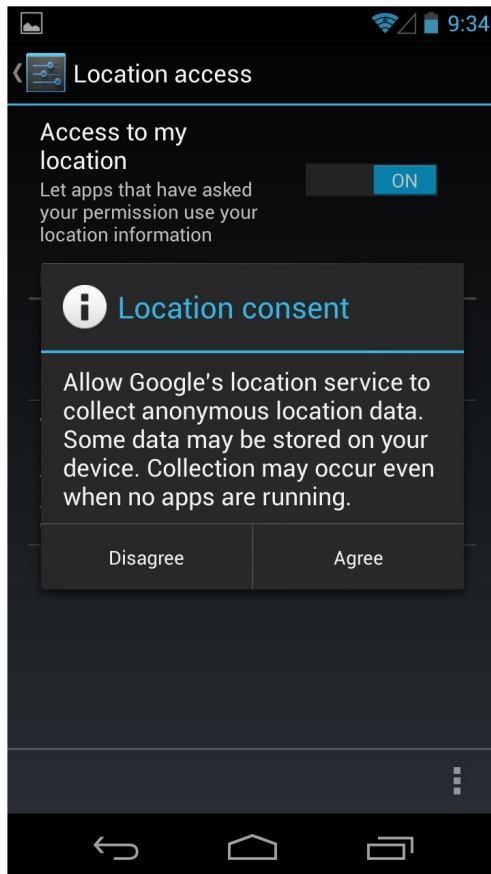 9:34
Location access
Access to my
location
ON
Let apps that have asked
your permission use your
location information
Location consent
Allow Google's location service to
collect anonymous location data.
Some data may be stored on your
device. Collection may occur even
when no apps are running.
Disagree
Agree